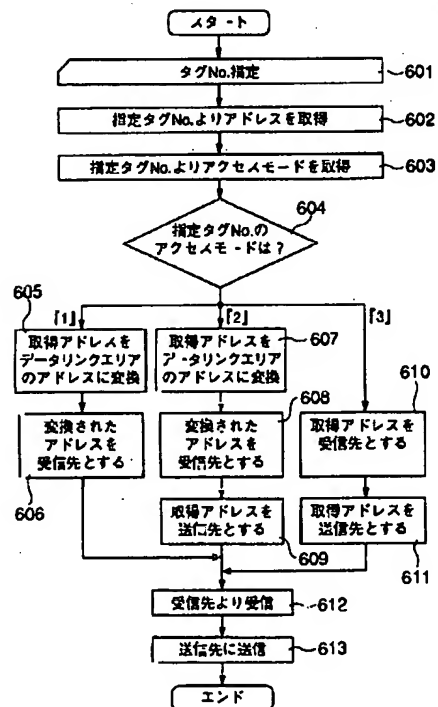 スタート
タグNo.指定
601
指定タグNo.よりアドレスを取得
602
指定タグNo.よりアクセスモードを取得
603
604
指定タグNo.の
アクセスモードは?
605
『1』
『2』
『3』
取得アドレスを
データリンクエリア
のアドレスに変換
607
取得アドレスを
データリンクエリア
のアドレスに変換
608
610
変換された
アドレスを
受信先とする
606
変換された
アドレスを
受信先とする
取得アドレスを
受信先とする
取得アドレスを
送信先とする
609
取得アドレスを
送信先とする
611
受信先より受信
612
送信先に送信
613
エンド